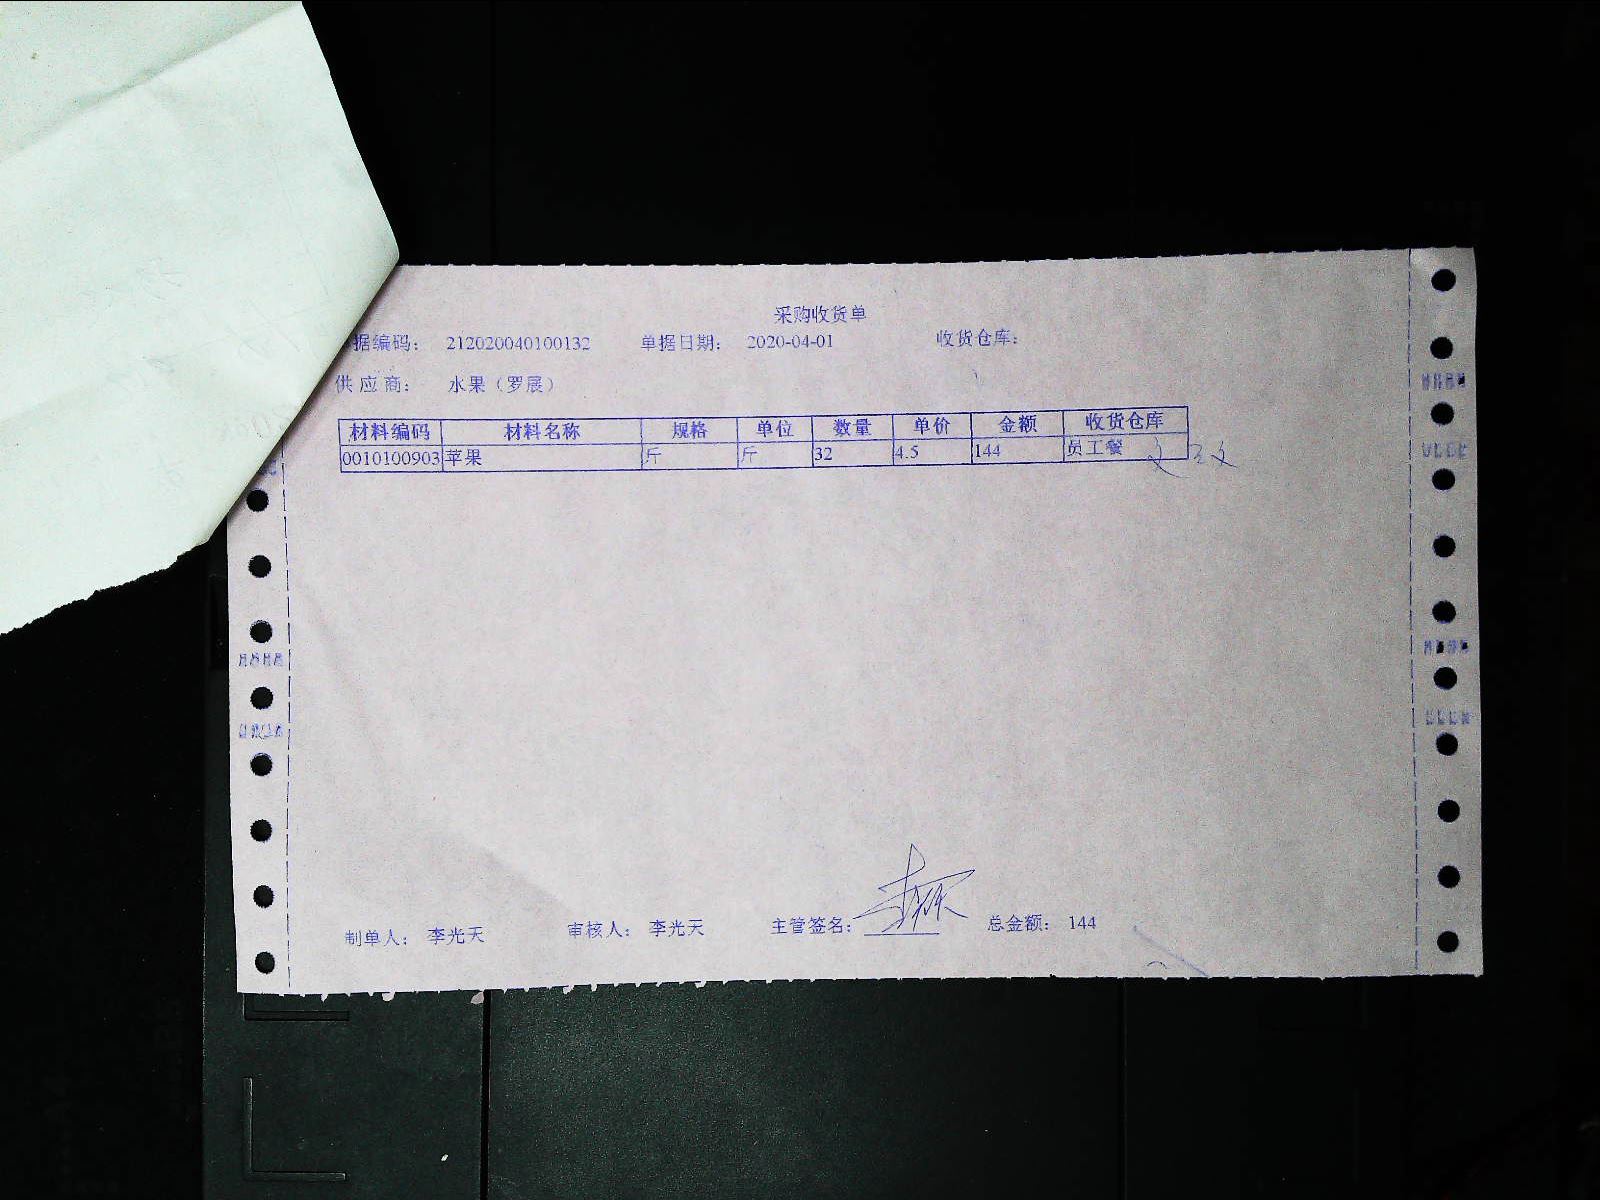 采购收货单
据编码： 212020040100132 单据日期： 2020-04-01 收货仓库：
供应商： 水果（罗展）
材料编码 材料名称 规格 单位 数量 单价 金额 收货仓库
0010100903 苹果 斤 斤 32 4.5 144 员工餐
制单人： 李光天 审核人： 李光天 主管签名： 总金额： 144